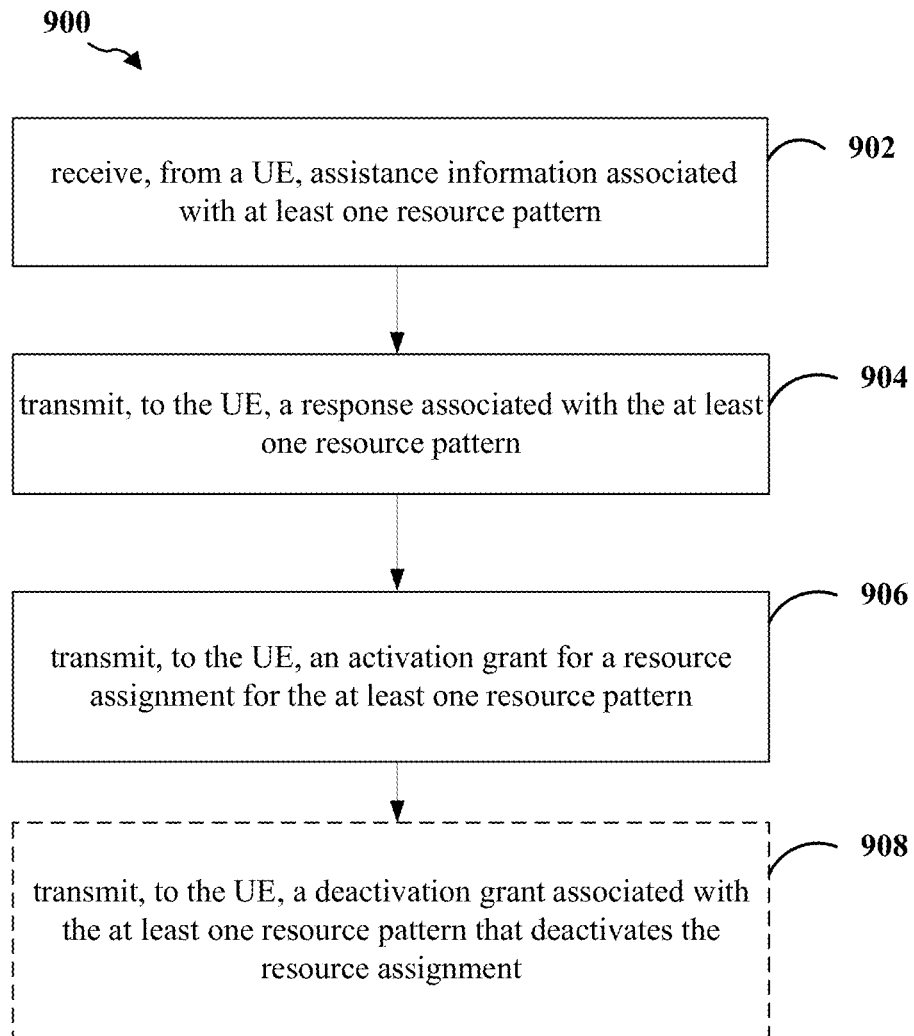 900
902
receive, from a UE, assistance information associated
with at least one resource pattern
904
transmit, to the UE, a response associated with the at least
one resource pattern
906
transmit, to the UE, an activation grant for a resource
assignment for the at least one resource pattern
908
transmit, to the UE, a deactivation grant associated with
the at least one resource pattern that deactivates the
resource assignment